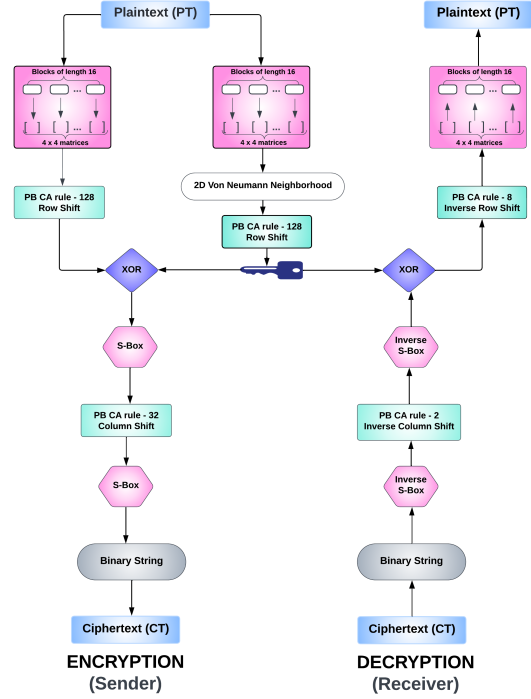 Plaintext (PT)
Plaintext (PT)
Blocks of length 16
...
[ ] [ ] ... [ ]
4 x 4 matrices
Blocks of length 16
...
[ ] [ ] ... [ ]
4 x 4 matrices
Blocks of length 16
...
[ ] [ ] ... [ ]
4 x 4 matrices
2D Von Neumann Neighborhood
PB CA rule - 128
Row Shift
PB CA rule - 128
Row Shift
PB CA rule - 8
Inverse Row Shift
XOR
XOR
S-Box
Inverse
S-Box
PB CA rule - 32
Column Shift
PB CA rule - 2
Inverse Column Shift
S-Box
Inverse
S-Box
Binary String
Binary String
Ciphertext (CT)
Ciphertext (CT)
ENCRYPTION
(Sender)
DECRYPTION
(Receiver)